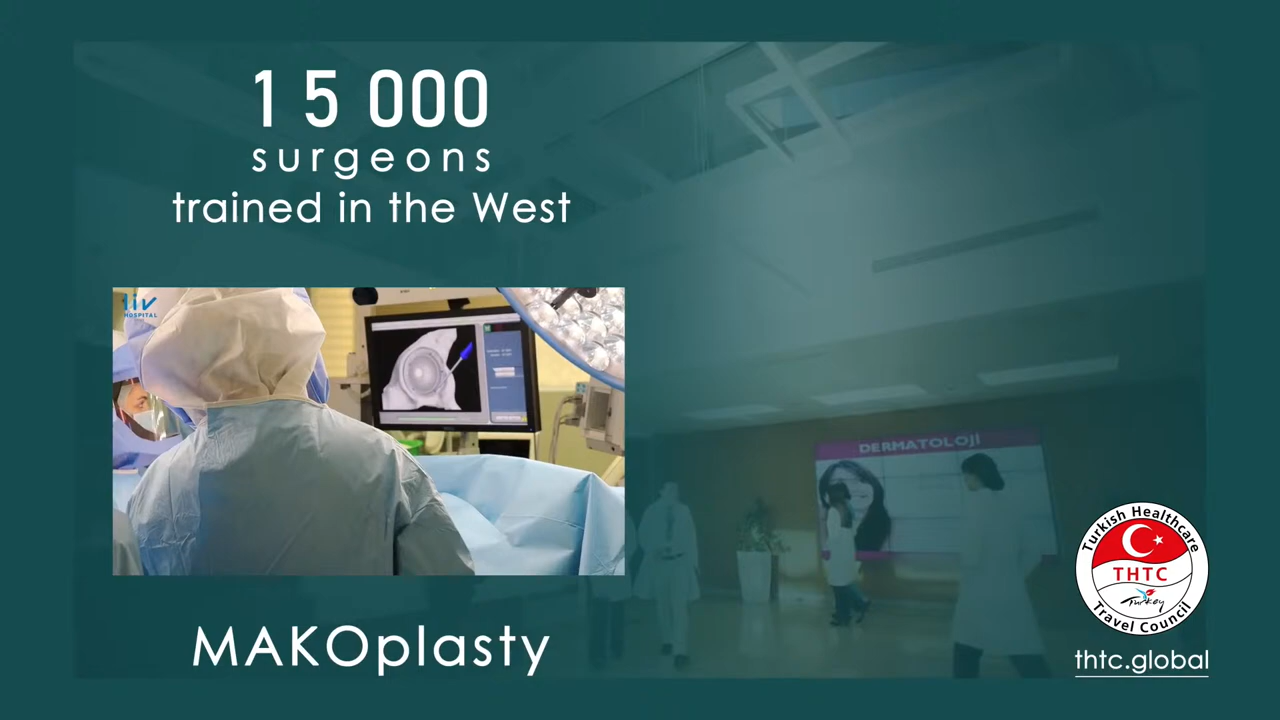 15 000
surgeons
trained in the West
liv
HOSPITAL
MAKOplasty
DERMATOLOJİ
Turkish Healthcare
THTC
Turkey
Travel Council
thtc.global